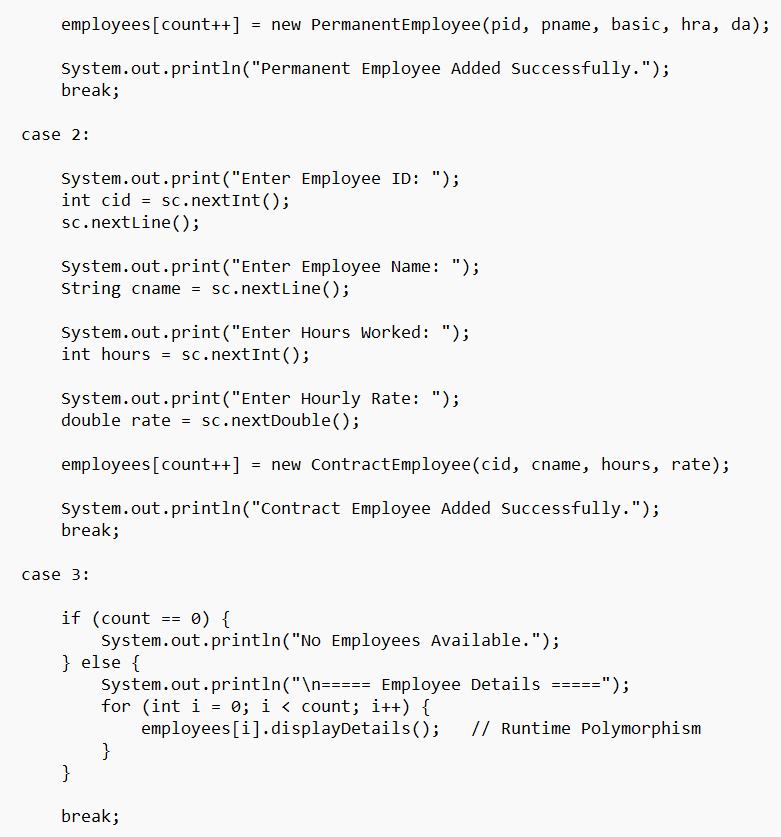 employees[count++] = new PermanentEmployee(pid, pname, basic, hra, da);

    System.out.println("Permanent Employee Added Successfully.");
    break;

case 2:

    System.out.print("Enter Employee ID: ");
    int cid = sc.nextInt();
    sc.nextLine();

    System.out.print("Enter Employee Name: ");
    String cname = sc.nextLine();

    System.out.print("Enter Hours Worked: ");
    int hours = sc.nextInt();

    System.out.print("Enter Hourly Rate: ");
    double rate = sc.nextDouble();

    employees[count++] = new ContractEmployee(cid, cname, hours, rate);

    System.out.println("Contract Employee Added Successfully.");
    break;

case 3:

    if (count == 0) {
        System.out.println("No Employees Available.");
    } else {
        System.out.println("\n===== Employee Details =====");
        for (int i = 0; i < count; i++) {
            employees[i].displayDetails();   // Runtime Polymorphism
        }
    }

    break;